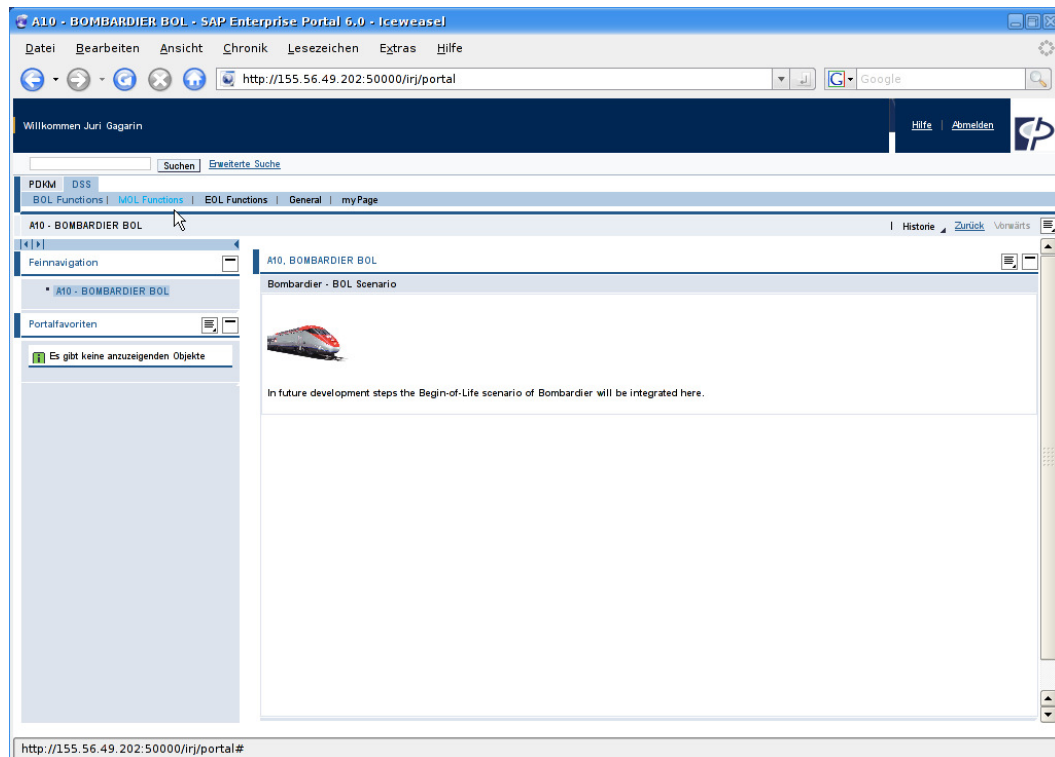 A10 - BOMBARDIER BOL - SAP Enterprise Portal 6.0 - Iceweasel
Datei Bearbeiten Ansicht Chronik Lesezeichen Extras Hilfe
http://155.56.49.202:50000/irj/portal
G Google
Willkommen Juri Gagarin
Hilfe | Abmelden
Suchen Erweiterte Suche
PDKM DSS
BOL Functions | MOL Functions | EOL Functions | General | myPage
A10 - BOMBARDIER BOL
| Historie Zurück Vorwärts
Feinnavigation
A10, BOMBARDIER BOL
Bombardier - BOL Scenario
• A10 - BOMBARDIER BOL
Portalfavoriten
Es gibt keine anzuzeigenden Objekte
In future development steps the Begin-of-Life scenario of Bombardier will be integrated here.
http://155.56.49.202:50000/irj/portal#